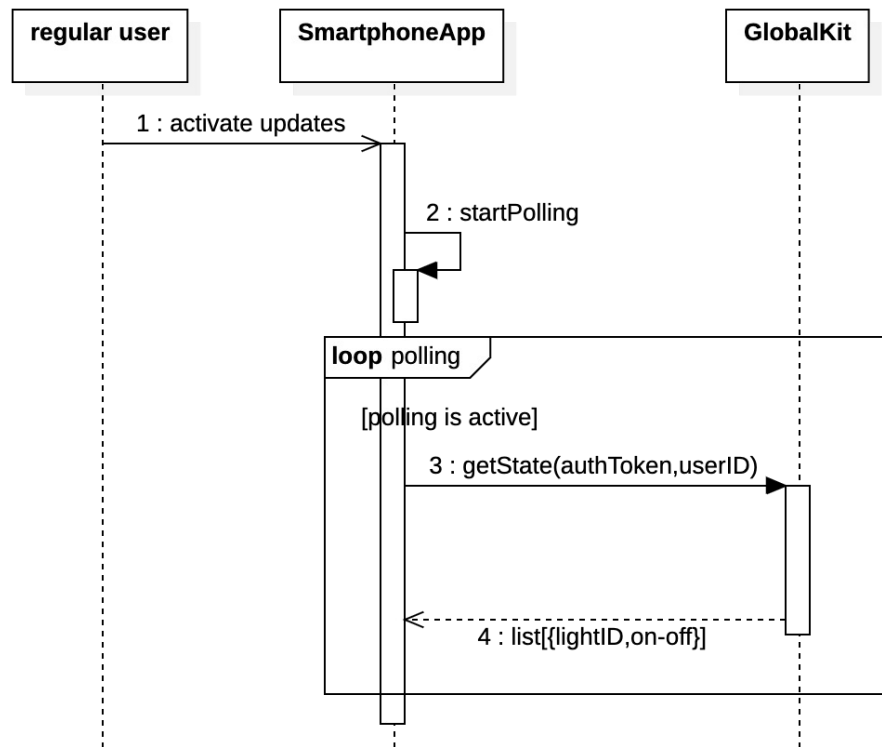 regular user
SmartphoneApp
GlobalKit
1 : activate updates
2 : startPolling
loop polling
[polling is active]
3 : getState(authToken,userID)
4 : list[{lightID,on-off}]